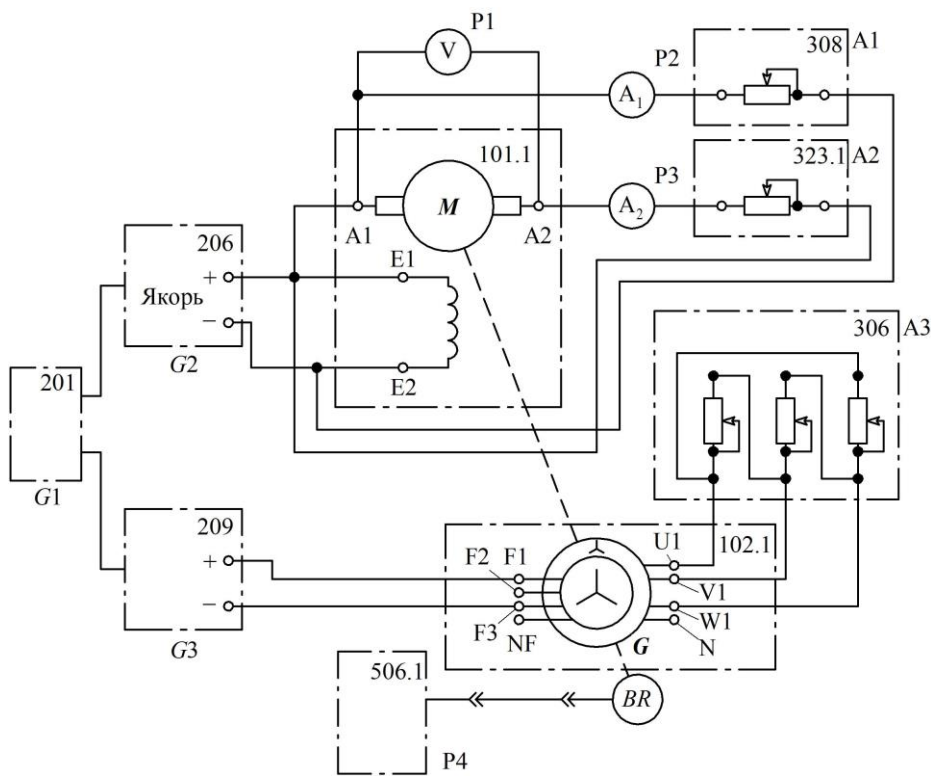 P1
V
P2
A₁
308 A1
101.1
M
A1
A2
P3
A₂
323.1 A2
206
+
Якорь
−
G2
E1
E2
306 A3
201
G1
209
+
−
G3
102.1
F2 F1
F3
NF
U1
V1
W1
N
G
506.1
BR
P4